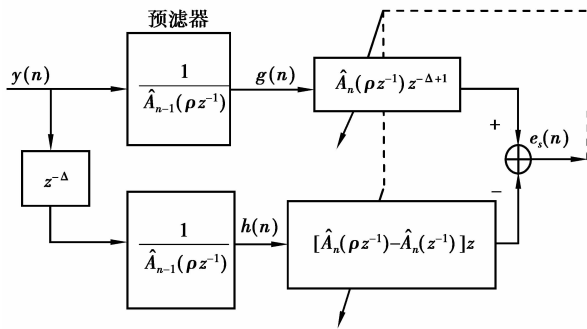 预滤器
y(n)
1
Â_{n-1}(ρz^{-1})
g(n)
Â_n(ρz^{-1})z^{-Δ+1}
+
e_s(n)
z^{-Δ}
−
1
Â_{n-1}(ρz^{-1})
h(n)
[Â_n(ρz^{-1})−Â_n(z^{-1})]z